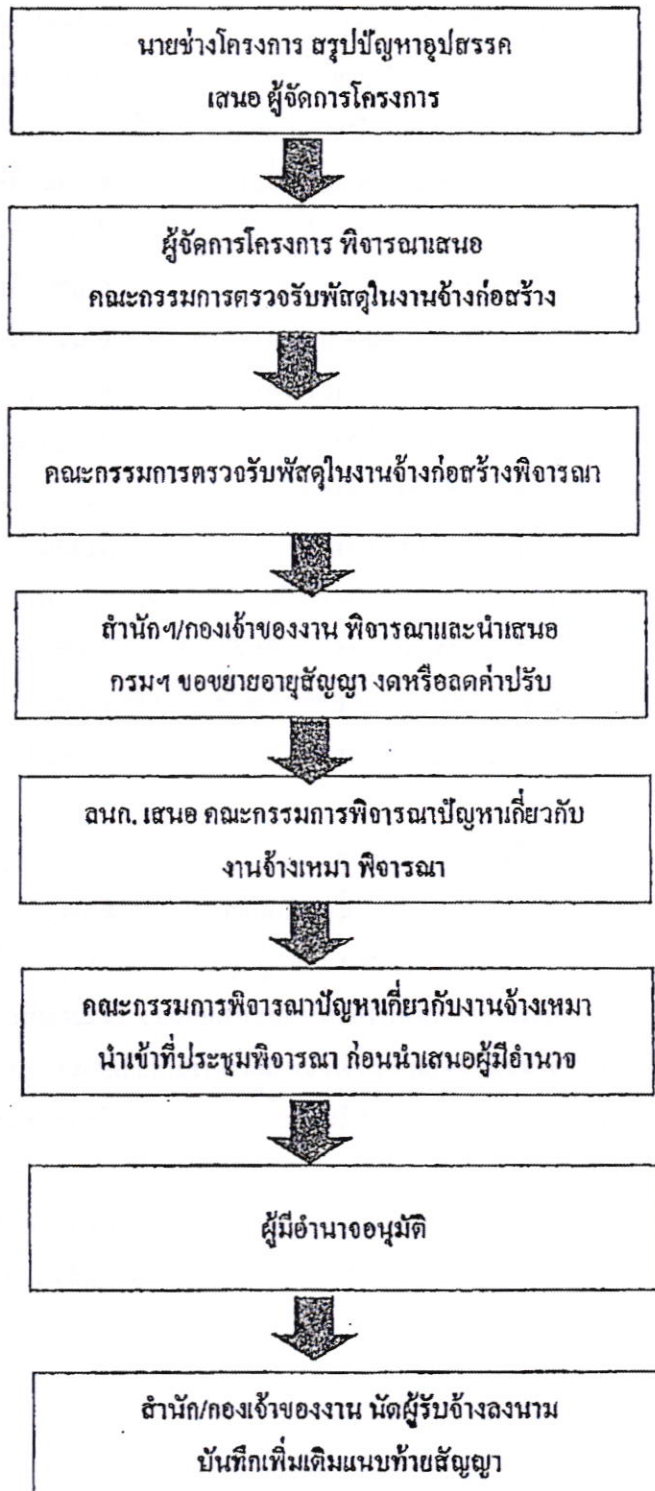 นายช่างโครงการ สรุปปัญหาอุปสรรค
เสนอ ผู้จัดการโครงการ
ผู้จัดการโครงการ พิจารณาเสนอ
คณะกรรมการตรวจรับพัสดุในงานจ้างก่อสร้าง
คณะกรรมการตรวจรับพัสดุในงานจ้างก่อสร้างพิจารณา
สำนักฯ/กองเจ้าของงาน พิจารณาและนำเสนอ
กรมฯ ขอขยายอายุสัญญา งดหรือลดค่าปรับ
ลนก. เสนอ คณะกรรมการพิจารณาปัญหาเกี่ยวกับ
งานจ้างเหมา พิจารณา
คณะกรรมการพิจารณาปัญหาเกี่ยวกับงานจ้างเหมา
นำเข้าที่ประชุมพิจารณา ก่อนนำเสนอผู้มีอำนาจ
ผู้มีอำนาจอนุมัติ
สำนัก/กองเจ้าของงาน นัดผู้รับจ้างลงนาม
บันทึกเพิ่มเติมแนบท้ายสัญญา